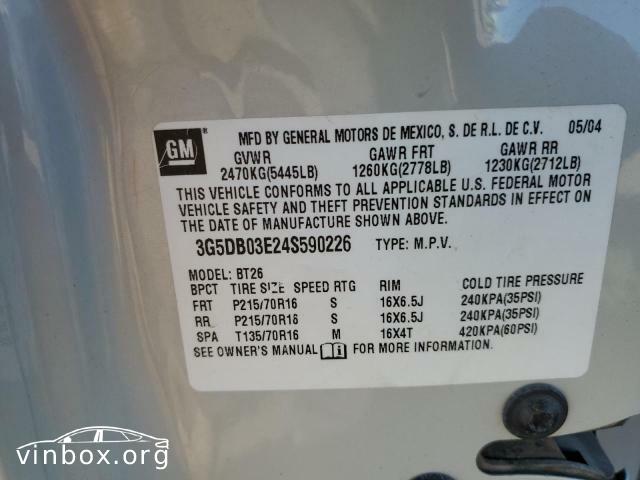 GM ®
MFD BY GENERAL MOTORS DE MEXICO, S. DE R.L. DE C.V. 05/04
GVWR GAWR FRT GAWR RR
2470KG(5445LB) 1260KG(2778LB) 1230KG(2712LB)
THIS VEHICLE CONFORMS TO ALL APPLICABLE U.S. FEDERAL MOTOR
VEHICLE SAFETY AND THEFT PREVENTION STANDARDS IN EFFECT ON
THE DATE OF MANUFACTURE SHOWN ABOVE.
3G5DB03E24S590226 TYPE: M.P.V.
MODEL: BT26
BPCT TIRE SIZE SPEED RTG RIM COLD TIRE PRESSURE
FRT P215/70R16 S 16X6.5J 240KPA(35PSI)
RR P215/70R16 S 16X6.5J 240KPA(35PSI)
SPA T135/70R16 M 16X4T 420KPA(60PSI)
SEE OWNER'S MANUAL i FOR MORE INFORMATION.
vinbox.org